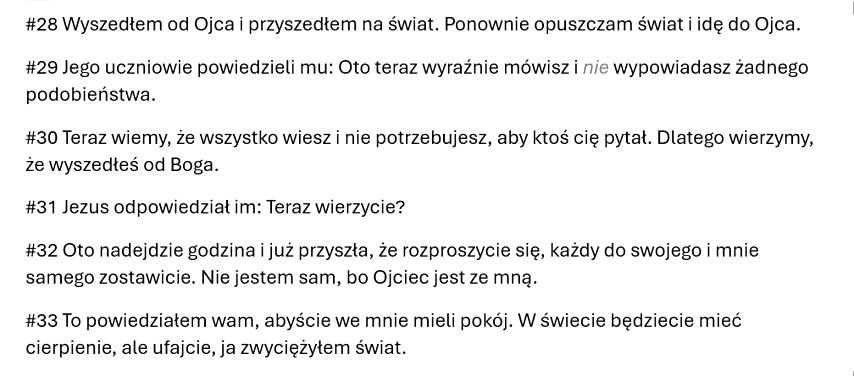 #28 Wyszedłem od Ojca i przyszedłem na świat. Ponownie opuszczam świat i idę do Ojca.
#29 Jego uczniowie powiedzieli mu: Oto teraz wyraźnie mówisz i nie wypowiadasz żadnego
podobieństwa.
#30 Teraz wiemy, że wszystko wiesz i nie potrzebujesz, aby ktoś cię pytał. Dlatego wierzymy,
że wyszedłeś od Boga.
#31 Jezus odpowiedział im: Teraz wierzycie?
#32 Oto nadejdzie godzina i już przyszła, że rozproszycie się, każdy do swojego i mnie
samego zostawicie. Nie jestem sam, bo Ojciec jest ze mną.
#33 To powiedziałem wam, abyście we mnie mieli pokój. W świecie będziecie mieć
cierpienie, ale ufajcie, ja zwyciężyłem świat.